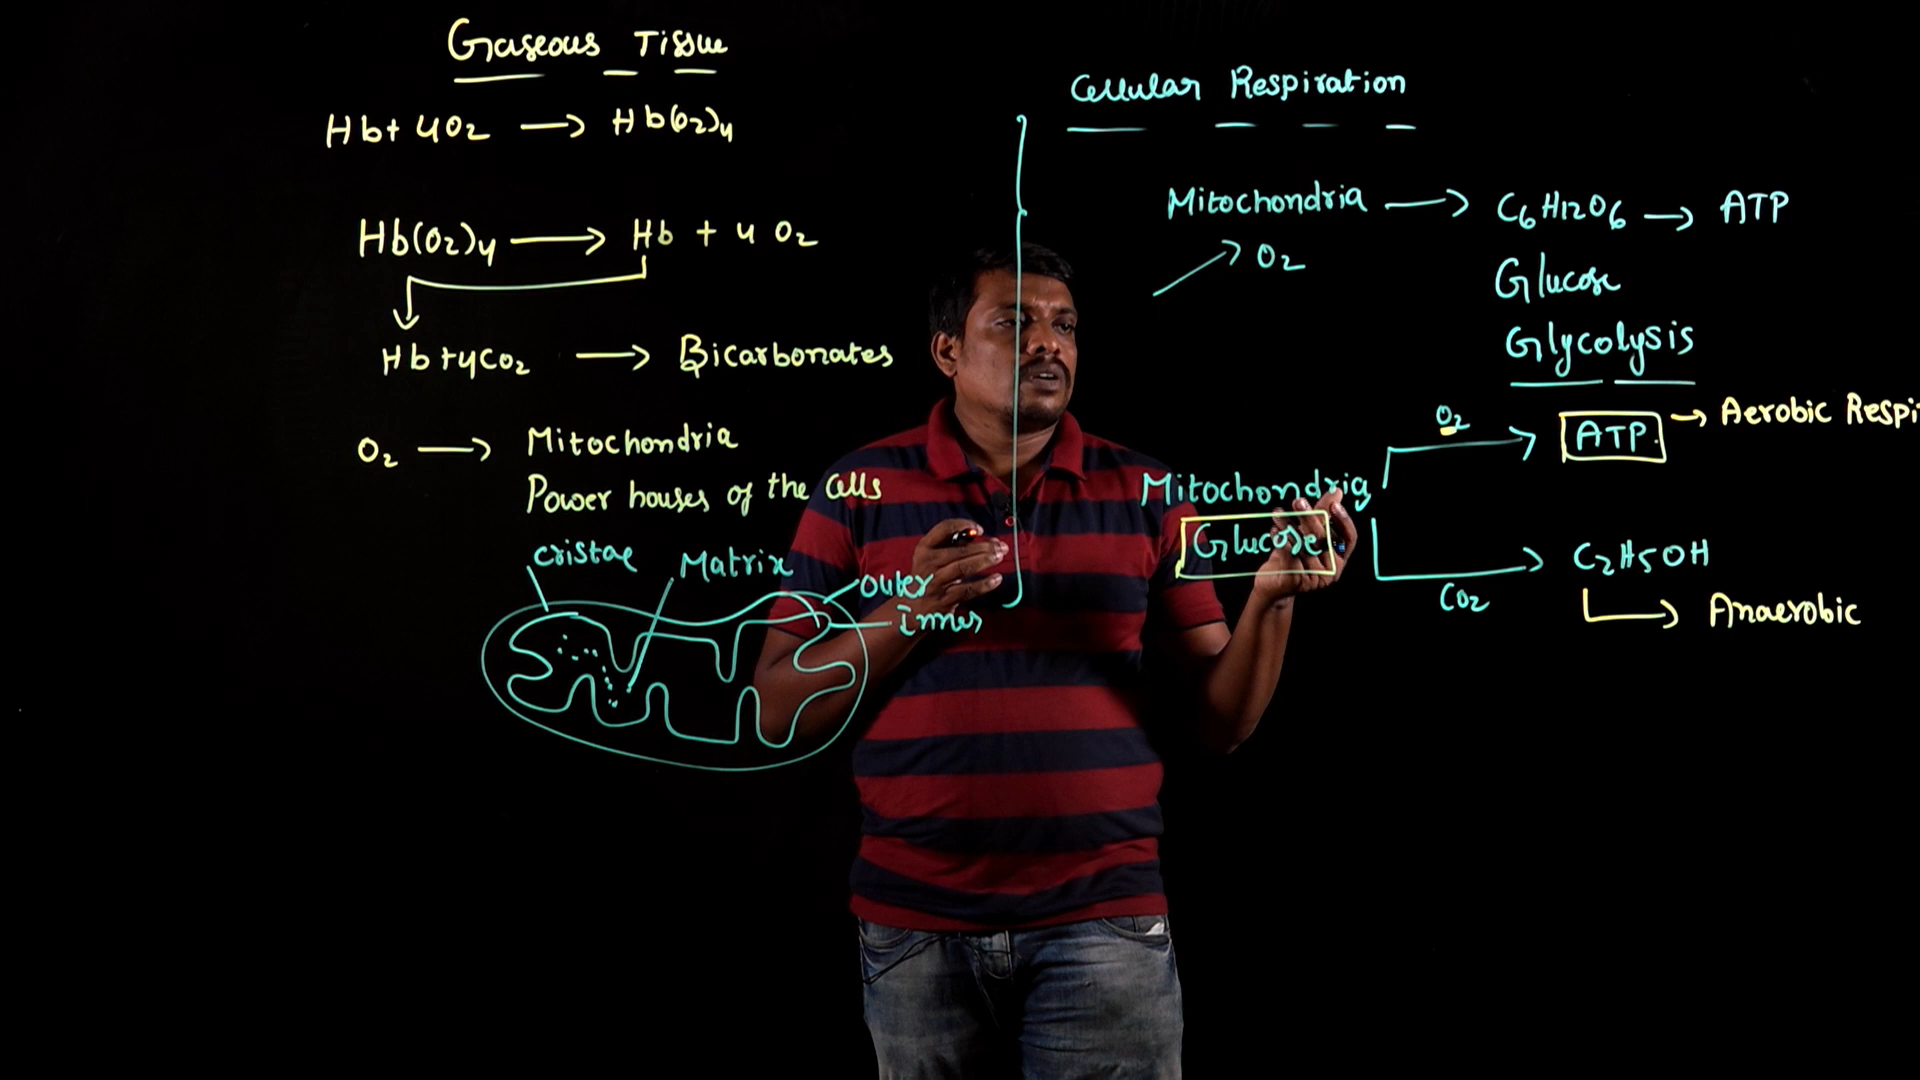 Gaseous Tissue
Hb + 4O2 → Hb(O2)4
Hb(O2)4 → Hb + 4 O2
Hb + 4CO2 → Bicarbonates
O2 → Mitochondria
Power houses of the Cells
cristae
Matrix
outer
Inner
Cellular Respiration
Mitochondria → C6H12O6 → ATP
O2
Glucose
Glycolysis
O2
ATP → Aerobic Respi
Mitochondria
Glucose
C2H5OH
CO2
Anaerobic